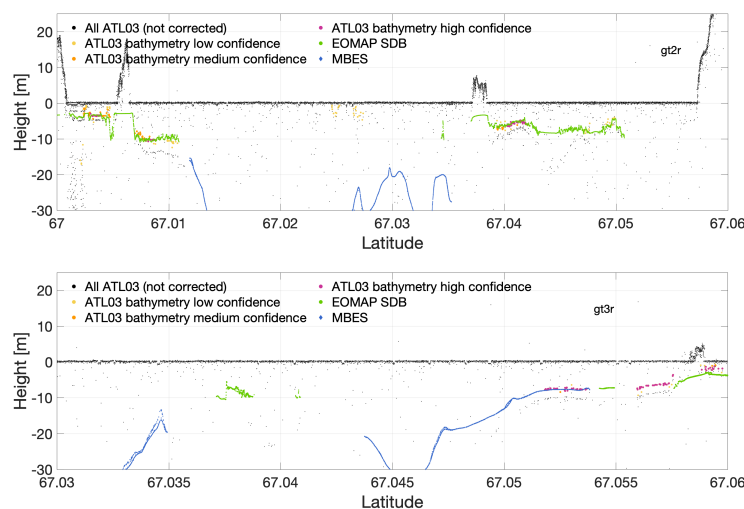 All ATL03 (not corrected)
ATL03 bathymetry low confidence
ATL03 bathymetry medium confidence
ATL03 bathymetry high confidence
EOMAP SDB
MBES
gt2r
Height [m]
20
10
0
-10
-20
-30
67
67.01
67.02
67.03
67.04
67.05
67.06
Latitude
All ATL03 (not corrected)
ATL03 bathymetry low confidence
ATL03 bathymetry medium confidence
ATL03 bathymetry high confidence
EOMAP SDB
MBES
gt3r
Height [m]
20
10
0
-10
-20
-30
67.03
67.035
67.04
67.045
67.05
67.055
67.06
Latitude